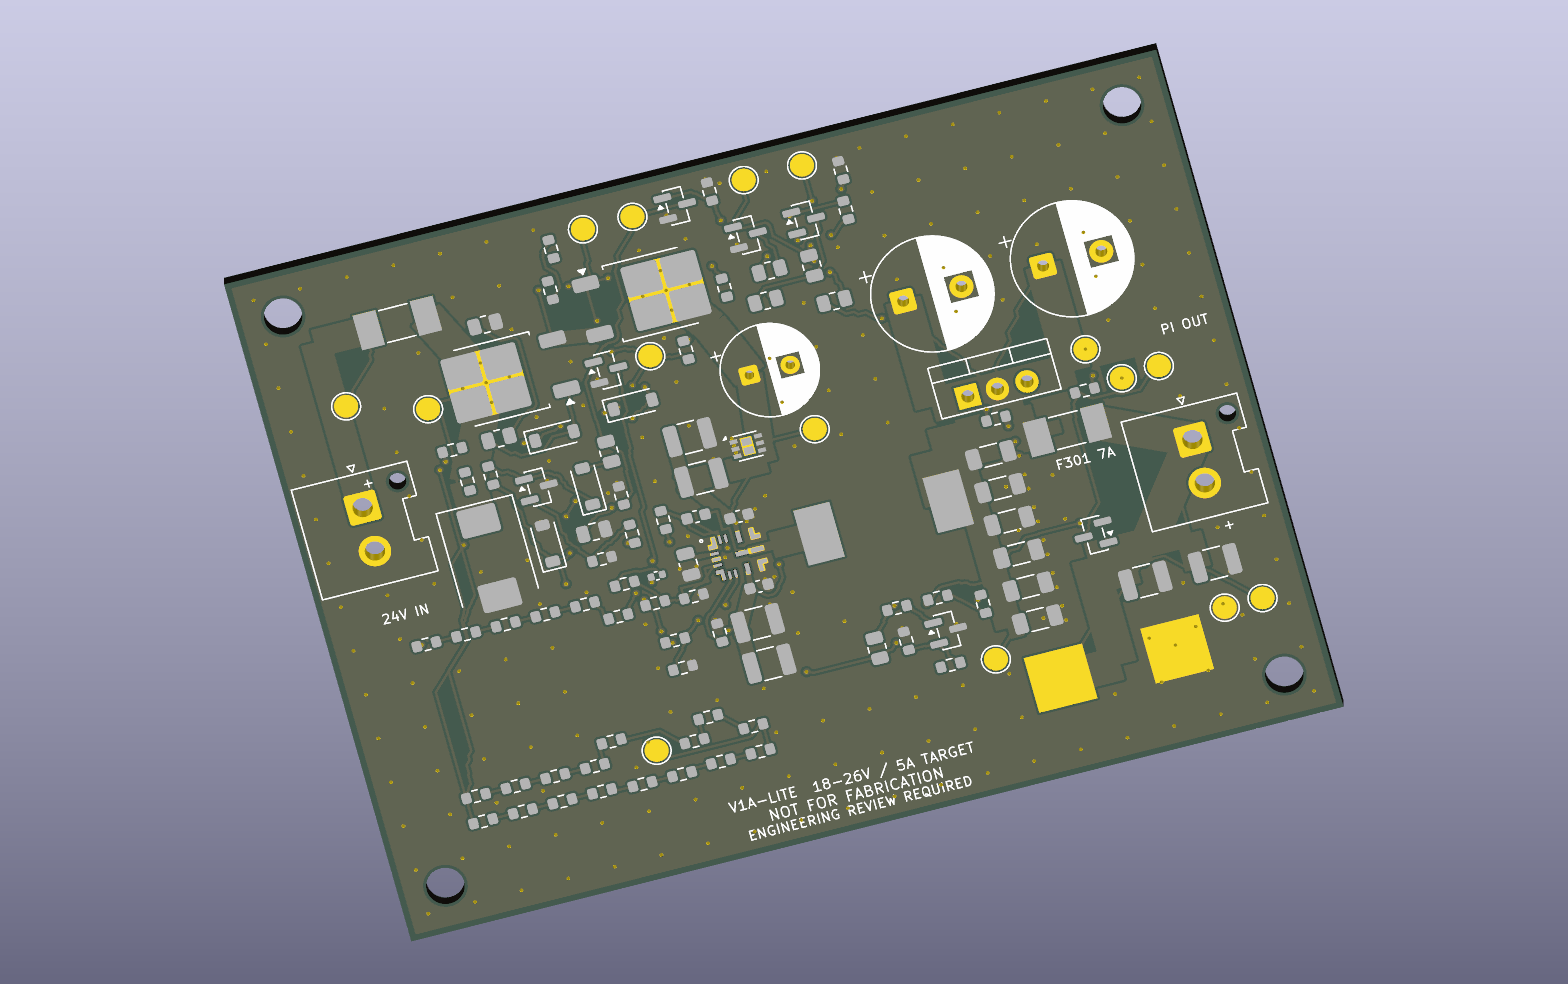 PI OUT
F301 7A
24V IN
V1A-LITE 18-26V / 5A TARGET
NOT FOR FABRICATION
ENGINEERING REVIEW REQUIRED